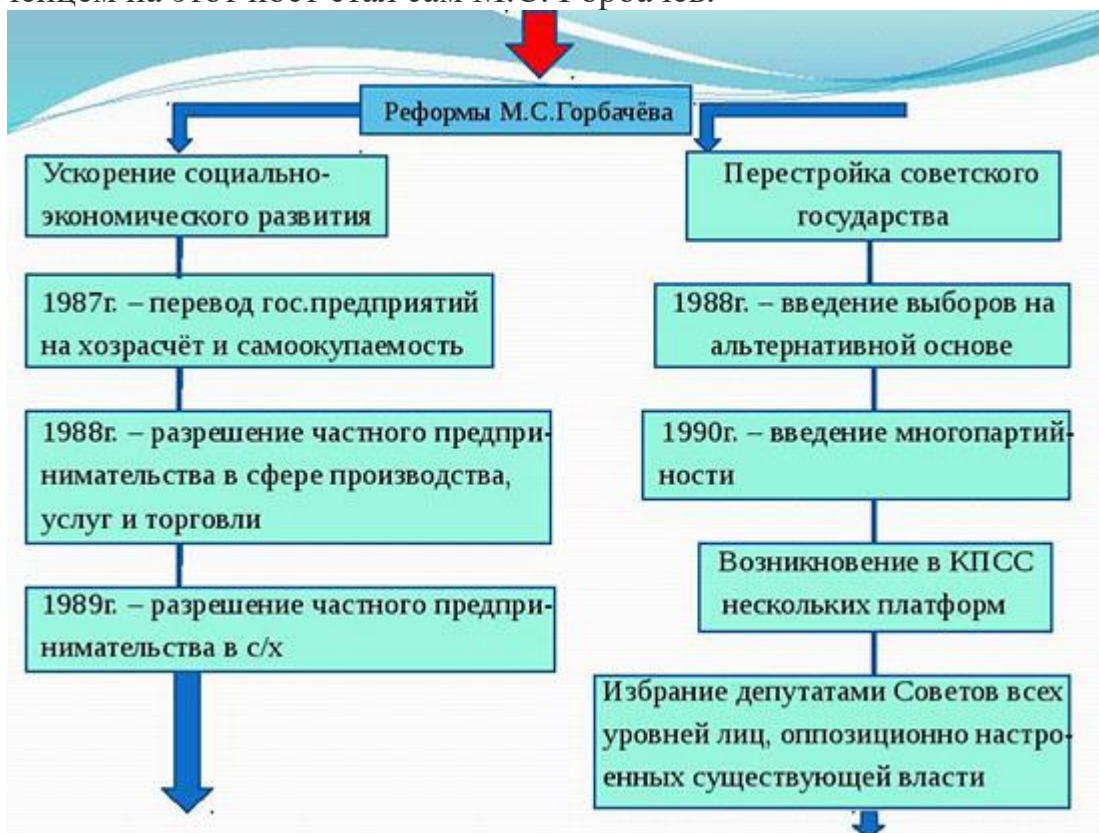 Реформы М.С.Горбачёва
Ускорение социально-
экономического развития
1987г. – перевод гос.предприятий
на хозрасчёт и самоокупаемость
1988г. – разрешение частного предпри-
нимательства в сфере производства,
услуг и торговли
1989г. – разрешение частного предпри-
нимательства в с/х
Перестройка советского
государства
1988г. – введение выборов на
альтернативной основе
1990г. – введение многопартий-
ности
Возникновение в КПСС
нескольких платформ
Избрание депутатами Советов всех
уровней лиц, оппозиционно настро-
енных существующей власти